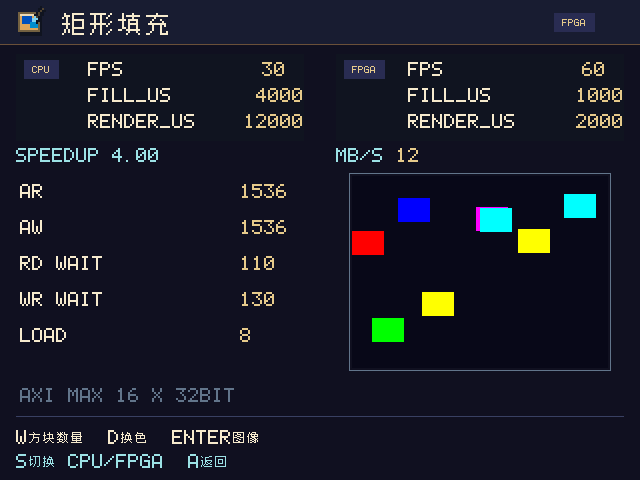 矩形填充 FPGA
CPU FPS 30 FPGA FPS 60
FILL_US 4000 FILL_US 1000
RENDER_US 12000 RENDER_US 2000
SPEEDUP 4.00 MB/S 12
AR 1536
AW 1536
RD WAIT 110
WR WAIT 130
LOAD 8
AXI MAX 16 X 32BIT
W方块数量 D换色 ENTER图像
S切换 CPU/FPGA A返回